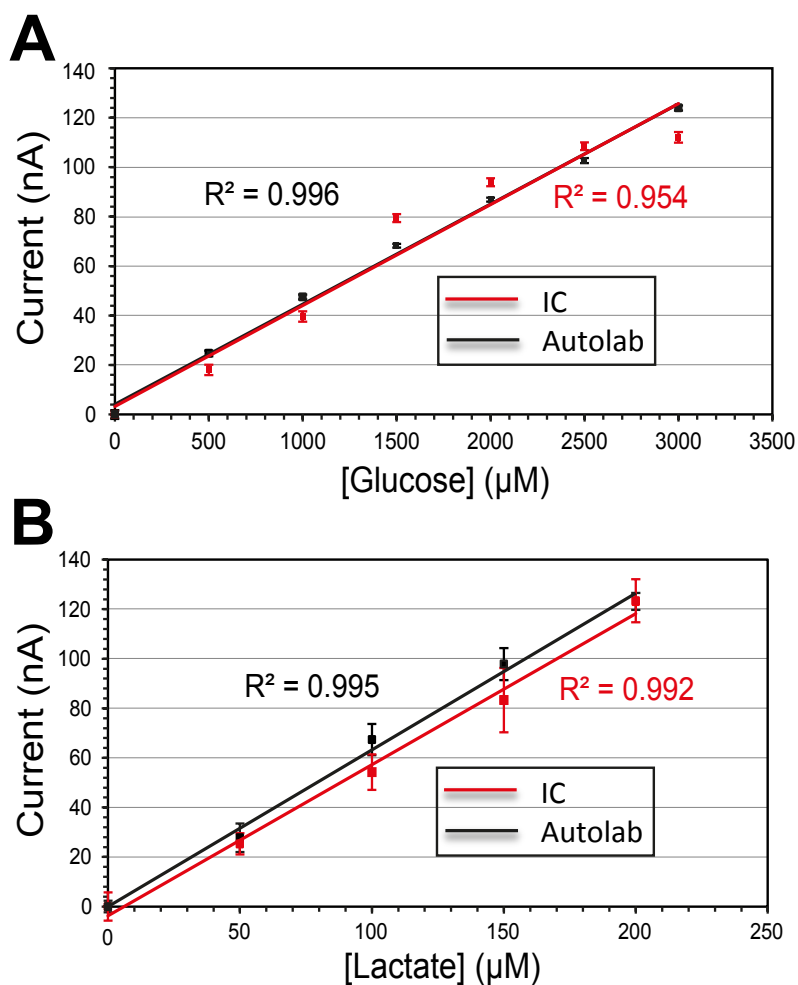 A
Current (nA)
140
120
100
80
60
40
20
0
R² = 0.996
R² = 0.954
IC
Autolab
0 500 1000 1500 2000 2500 3000 3500
[Glucose] (µM)
B
Current (nA)
140
120
100
80
60
40
20
0
R² = 0.995
R² = 0.992
IC
Autolab
0 50 100 150 200 250
[Lactate] (µM)